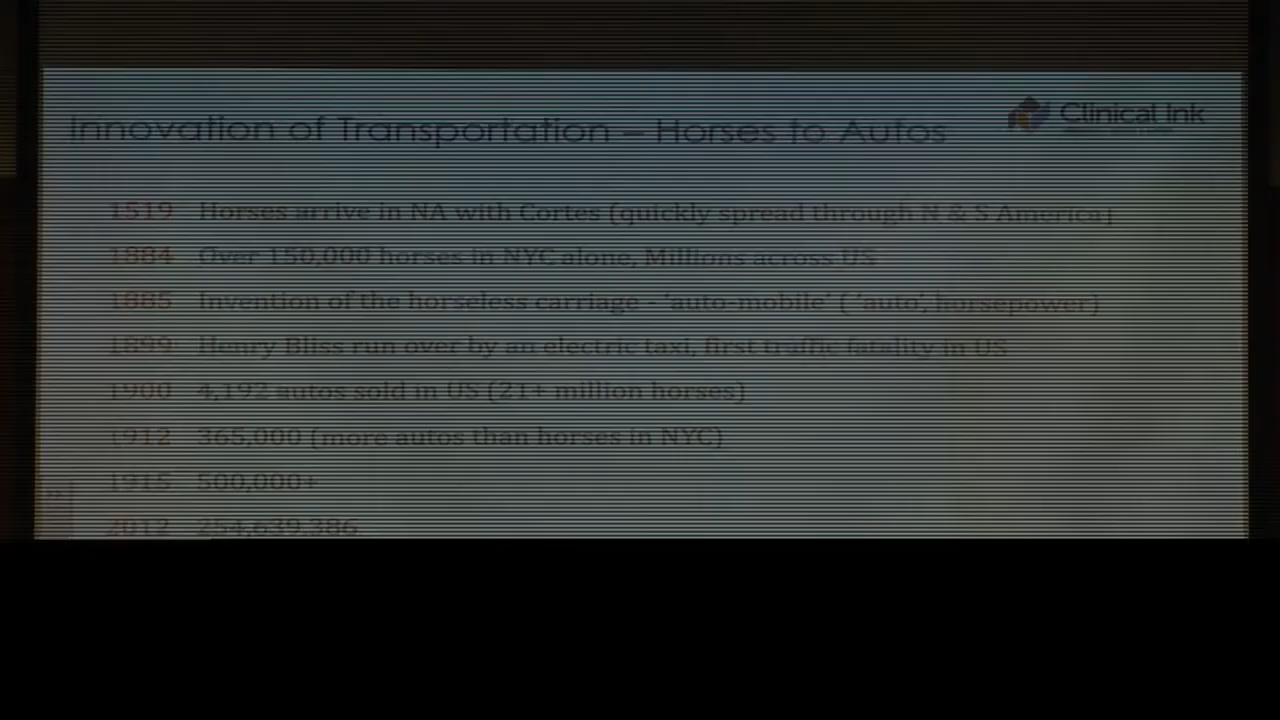 Innovation of Transportation – Horses to Autos
Clinical Ink
1519 Horses arrive in NA with Cortes (quickly spread through N & S America)
1884 Over 150,000 horses in NYC alone, Millions across US
1885 Invention of the horseless carriage - ‘auto-mobile’ ( ‘auto’, horsepower)
1899 Henry Bliss run over by an electric taxi, first traffic fatality in US
1900 4,192 autos sold in US (21+ million horses)
1912 365,000 (more autos than horses in NYC)
1915 500,000+
2012 254,639,386